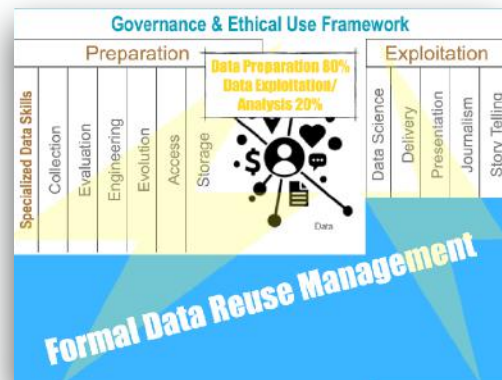 Governance & Ethical Use Framework
Preparation
Data Preparation 80%
Data Exploitation/
Analysis 20%
Exploitation
Specialized Data Skills
Collection
Evaluation
Engineering
Evolution
Access
Storage
$
Data
Data Science
Delivery
Presentation
Journalism
Story Telling
Formal Data Reuse Management